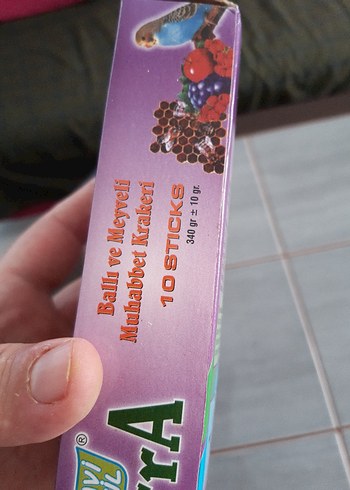 Ballı ve Meyveli
Muhabbet Krakeri
10 STICKS
340 gr ± 10 gr.
®